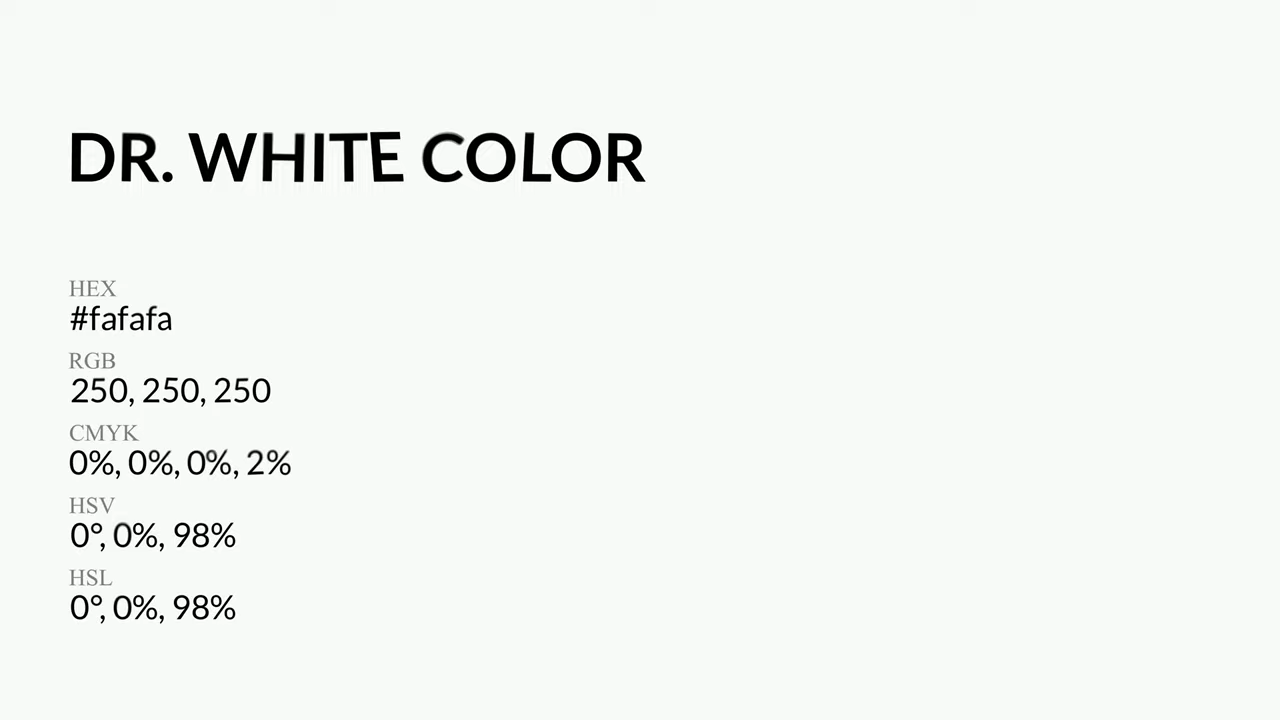 DR. WHITE COLOR
HEX
#fafafa
RGB
250, 250, 250
CMYK
0%, 0%, 0%, 2%
HSV
0°, 0%, 98%
HSL
0°, 0%, 98%